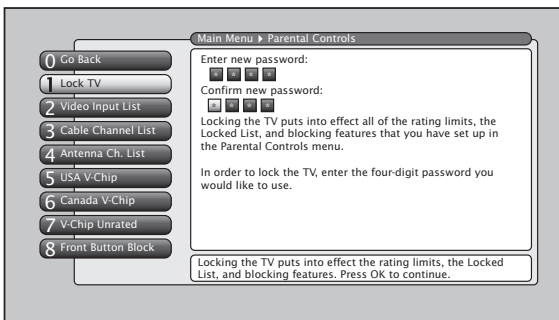 Main Menu ▶ Parental Controls
0 Go Back
1 Lock TV
2 Video Input List
3 Cable Channel List
4 Antenna Ch. List
5 USA V-Chip
6 Canada V-Chip
7 V-Chip Unrated
8 Front Button Block
Enter new password:
* * * *
Confirm new password:
* * * *
Locking the TV puts into effect all of the rating limits, the
Locked List, and blocking features that you have set up in
the Parental Controls menu.
In order to lock the TV, enter the four-digit password you
would like to use.
Locking the TV puts into effect the rating limits, the Locked
List, and blocking features. Press OK to continue.